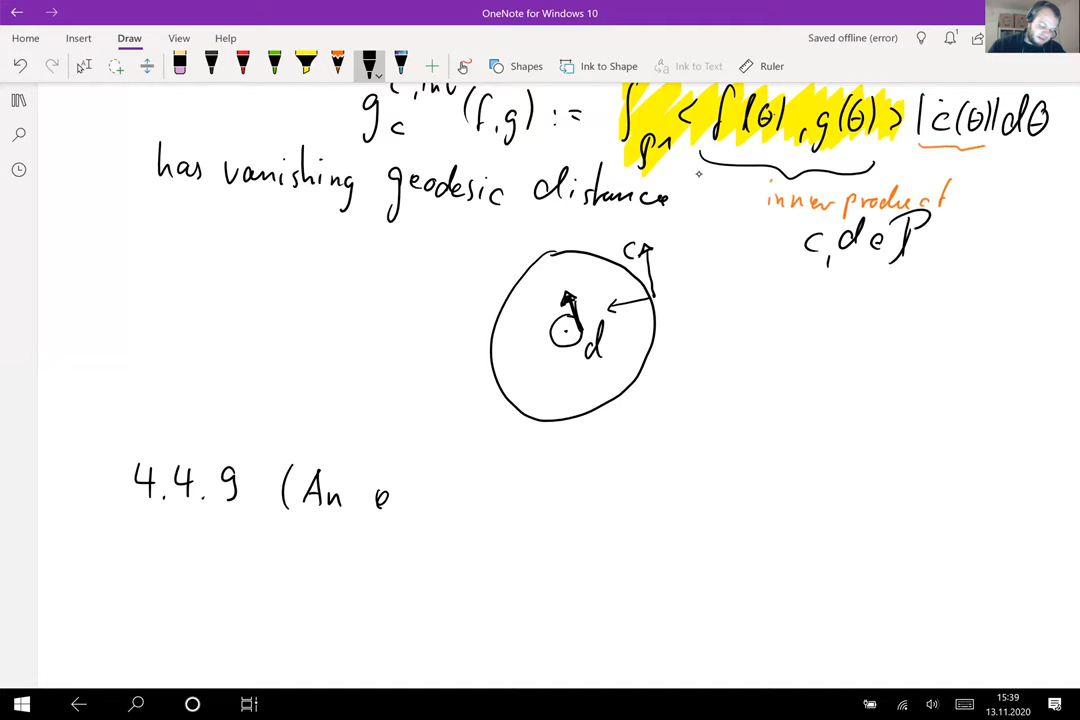 OneNote for Windows 10
Home Insert Draw View Help
Saved offline (error)
Shapes Ink to Shape Ink to Text Ruler
g_c (f,g) := ∫ <f(θ), g(θ)> |ċ(θ)| dθ
has vanishing geodesic distance
inner product
c, d ∈ P
c
d
4.4.9 (An e
15:39
13.11.2020